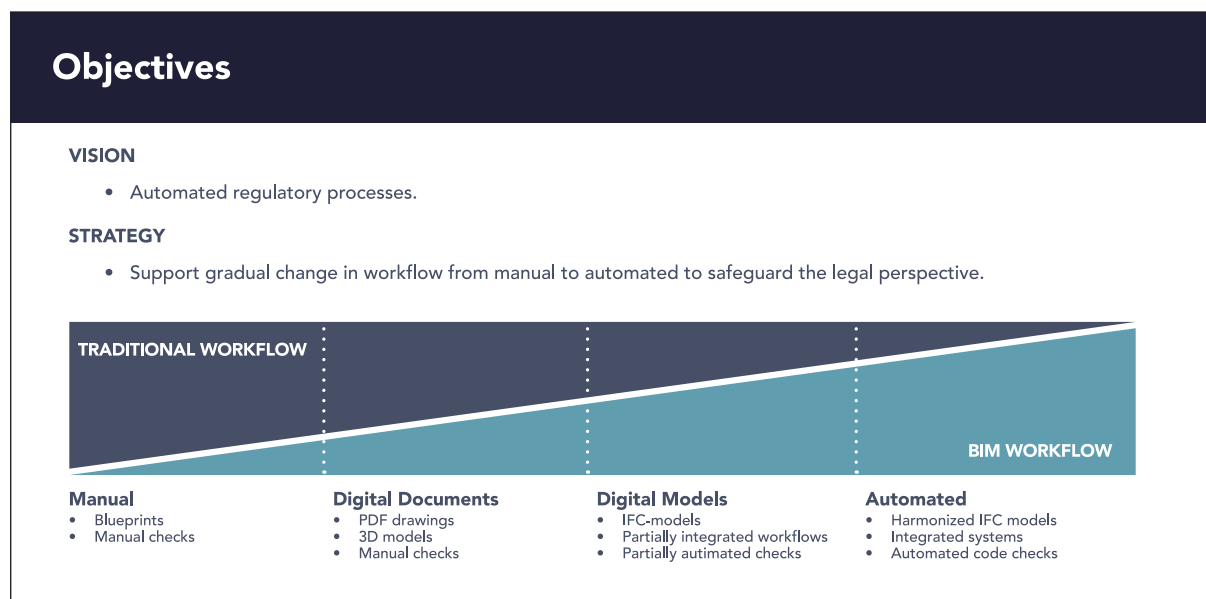 Objectives
VISION
• Automated regulatory processes.
STRATEGY
• Support gradual change in workflow from manual to automated to safeguard the legal perspective.
TRADITIONAL WORKFLOW
BIM WORKFLOW
Manual
• Blueprints
• Manual checks
Digital Documents
• PDF drawings
• 3D models
• Manual checks
Digital Models
• IFC-models
• Partially integrated workflows
• Partially autimated checks
Automated
• Harmonized IFC models
• Integrated systems
• Automated code checks